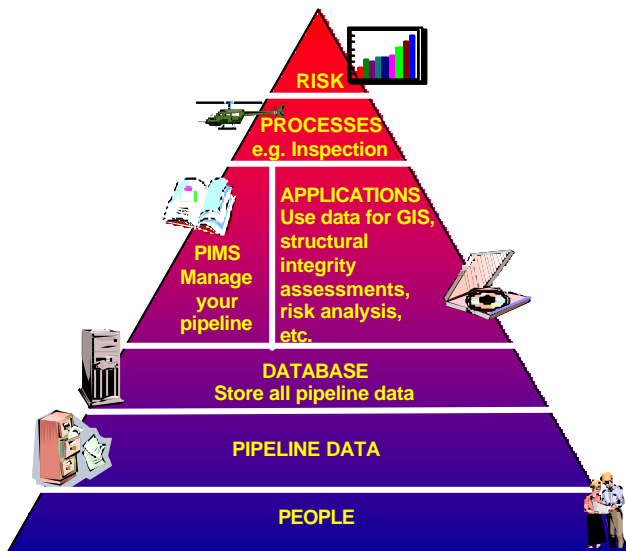 RISK
PROCESSES
e.g. Inspection
PIMS
Manage
your
pipeline
APPLICATIONS
Use data for GIS,
structural
integrity
assessments,
risk analysis,
etc.
DATABASE
Store all pipeline data
PIPELINE DATA
PEOPLE